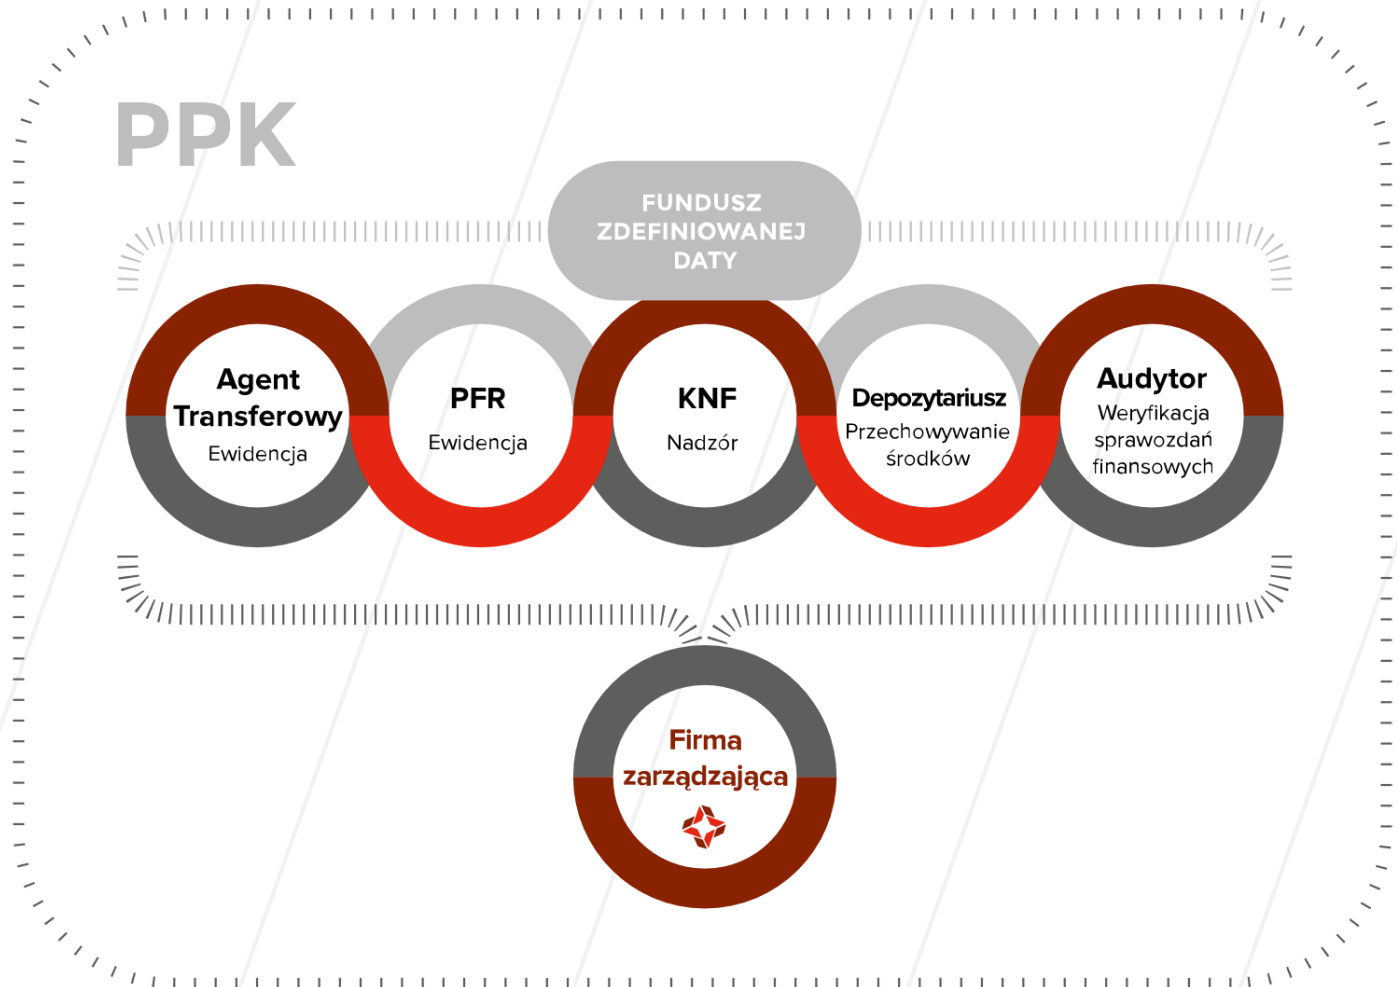 PPK
FUNDUSZ
ZDEFINIOWANEJ
DATY
Agent
Transferowy
Ewidencja
PFR
Ewidencja
KNF
Nadzór
Depozytariusz
Przechowywanie
środków
Audytor
Weryfikacja
sprawozdań
finansowych
Firma
zarządzająca